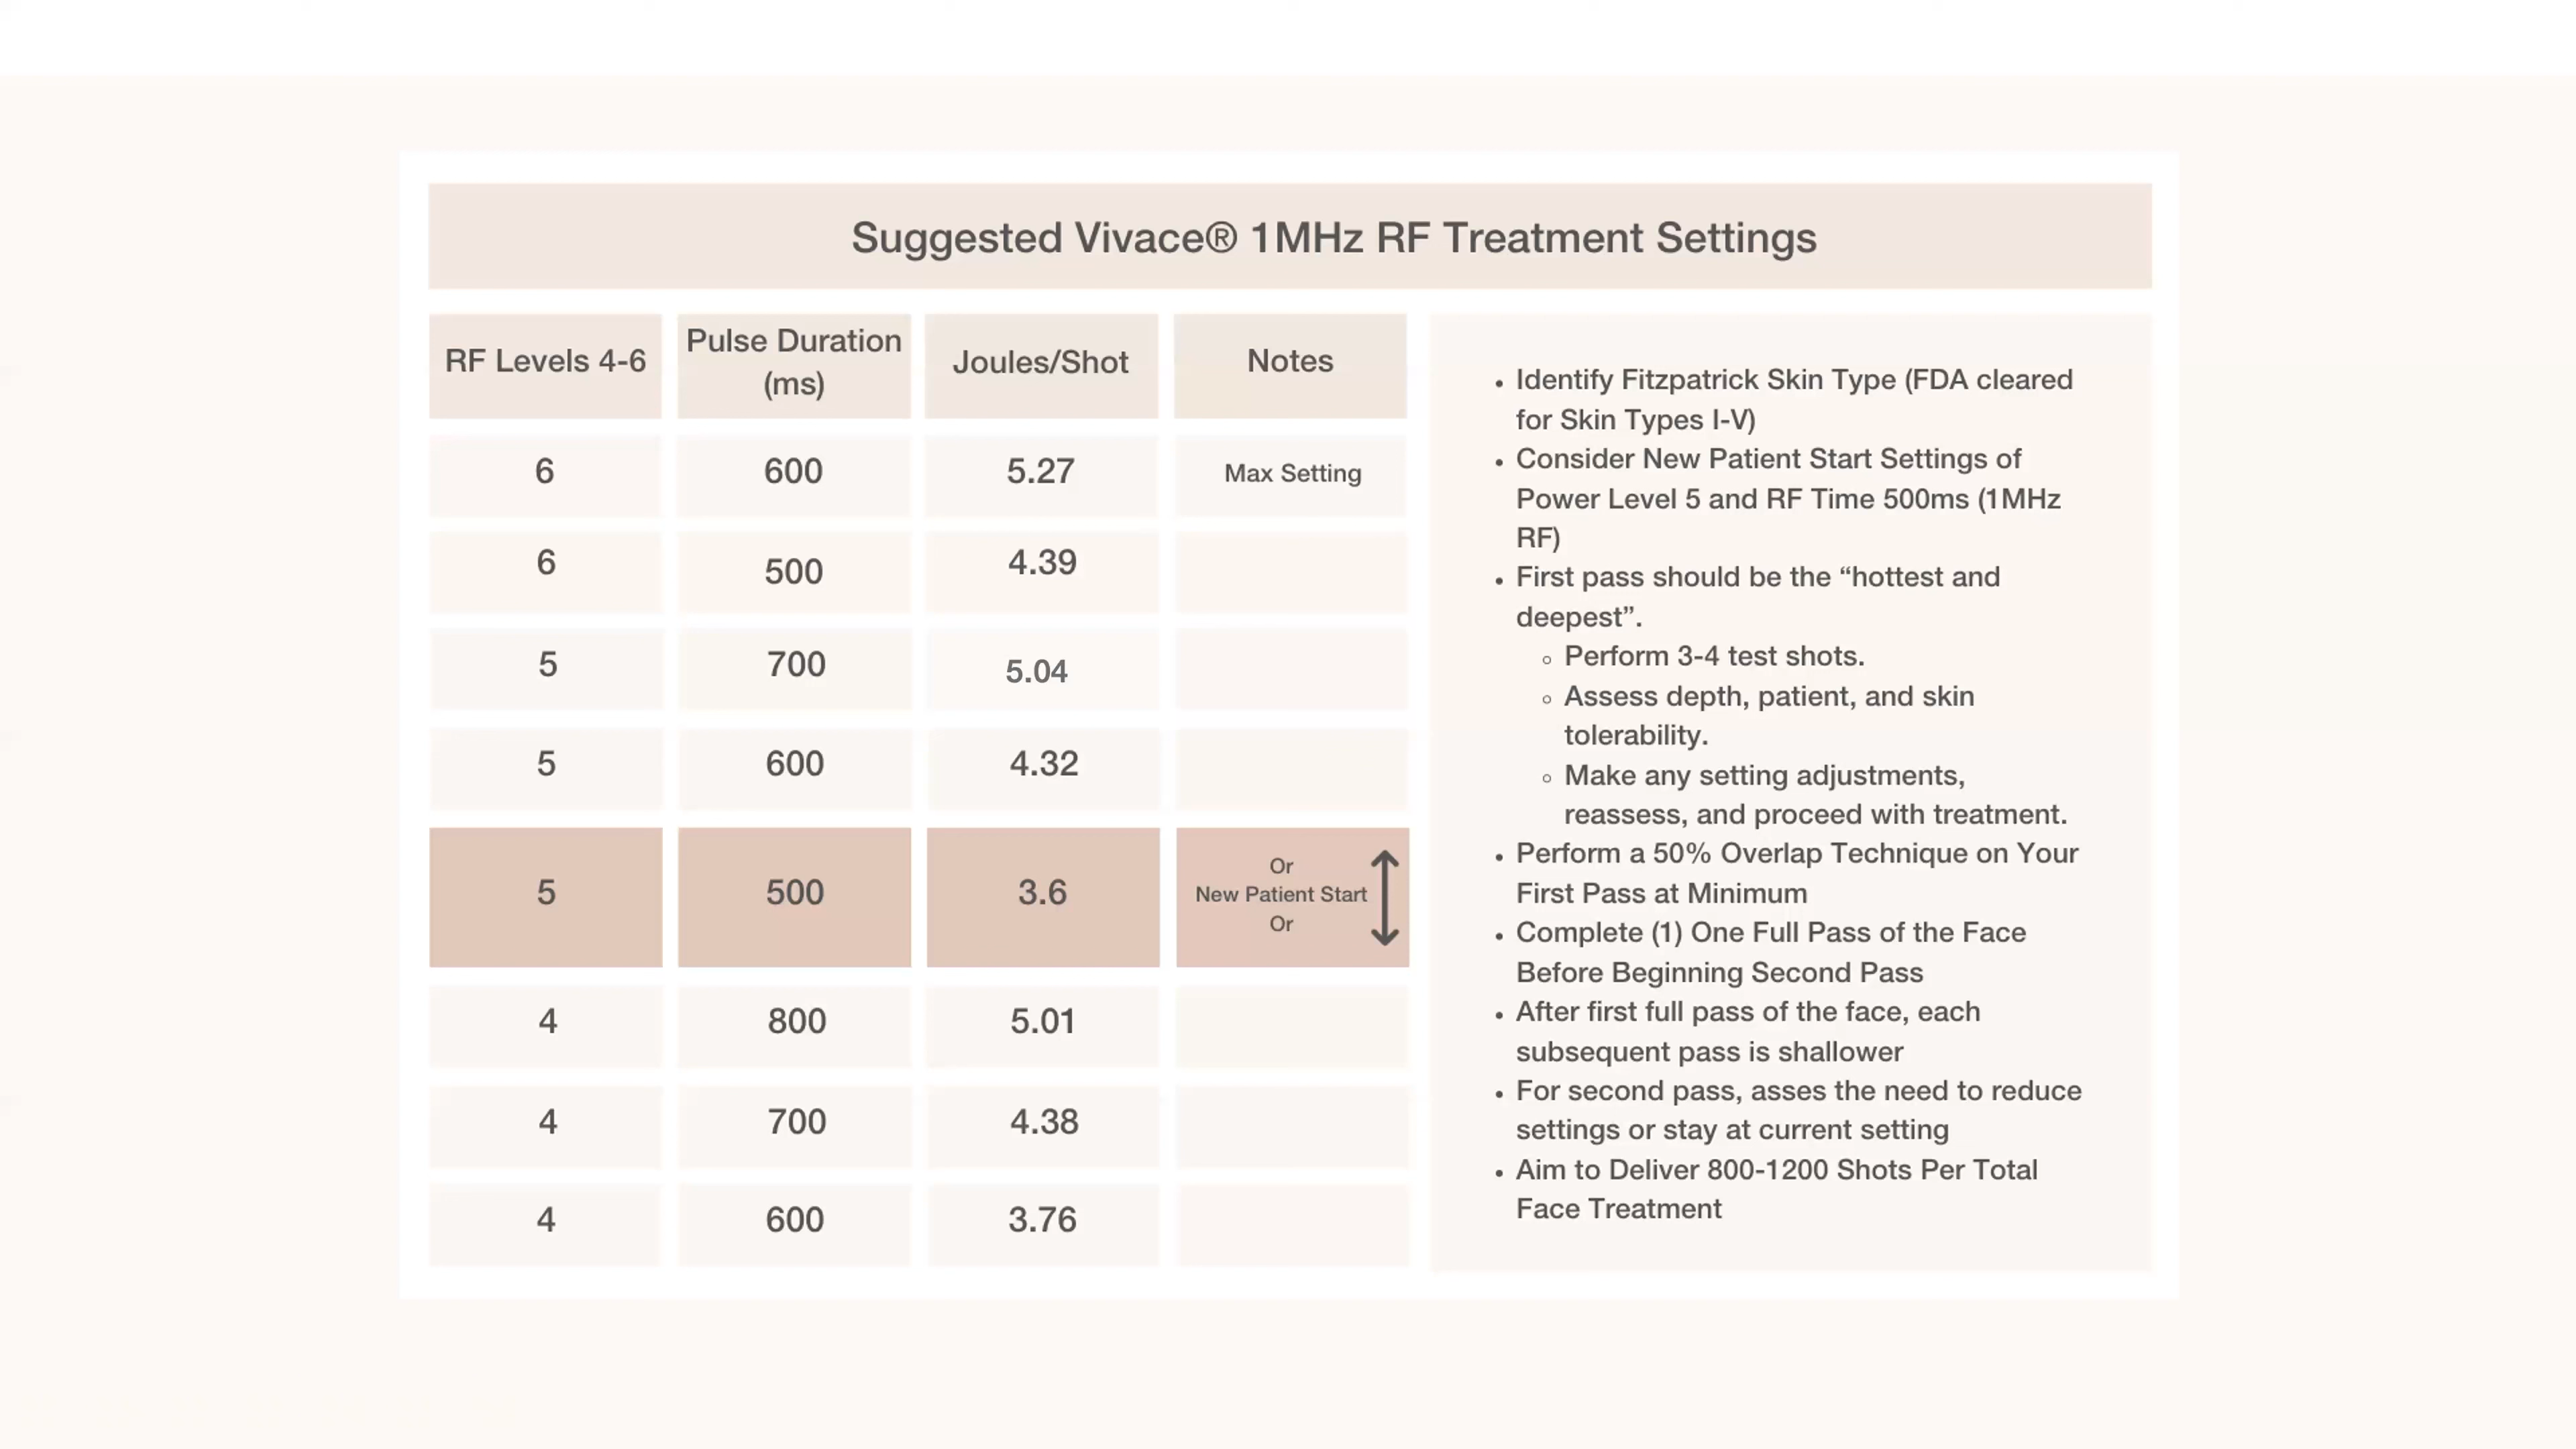 Suggested Vivace® 1MHz RF Treatment Settings
RF Levels 4-6
Pulse Duration
(ms)
Joules/Shot
Notes
6
600
5.27
Max Setting
6
500
4.39
5
700
5.04
5
600
4.32
5
500
3.6
Or
New Patient Start
Or
4
800
5.01
4
700
4.38
4
600
3.76
• Identify Fitzpatrick Skin Type (FDA cleared
for Skin Types I-V)
• Consider New Patient Start Settings of
Power Level 5 and RF Time 500ms (1MHz
RF)
• First pass should be the “hottest and
deepest”.
◦ Perform 3-4 test shots.
◦ Assess depth, patient, and skin
tolerability.
◦ Make any setting adjustments,
reassess, and proceed with treatment.
• Perform a 50% Overlap Technique on Your
First Pass at Minimum
• Complete (1) One Full Pass of the Face
Before Beginning Second Pass
• After first full pass of the face, each
subsequent pass is shallower
• For second pass, asses the need to reduce
settings or stay at current setting
• Aim to Deliver 800-1200 Shots Per Total
Face Treatment